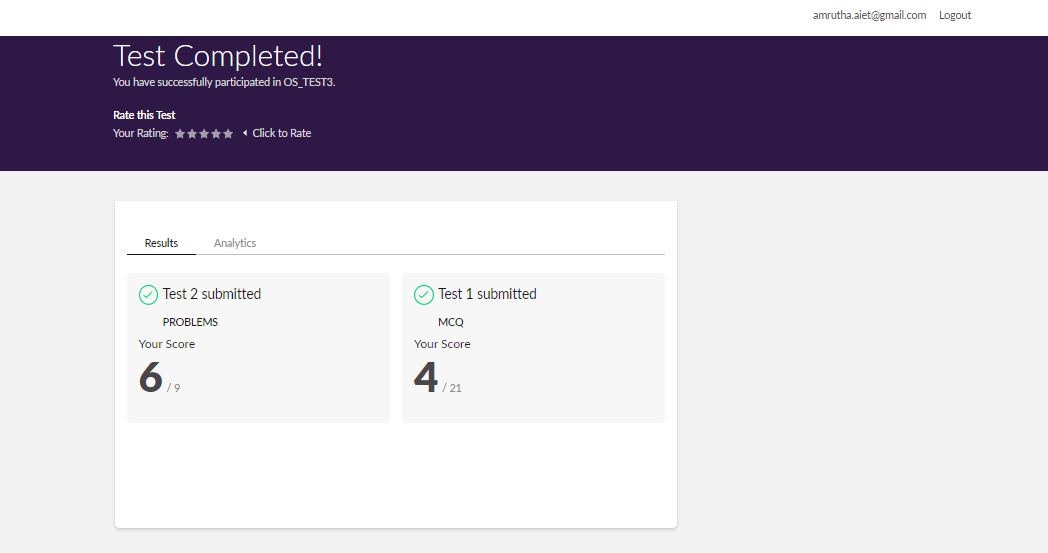 amrutha.aiet@gmail.com Logout
Test Completed!
You have successfully participated in OS_TEST3.
Rate this Test
Your Rating: Click to Rate
Results Analytics
Test 2 submitted
PROBLEMS
Your Score
6 / 9
Test 1 submitted
MCQ
Your Score
4 / 21